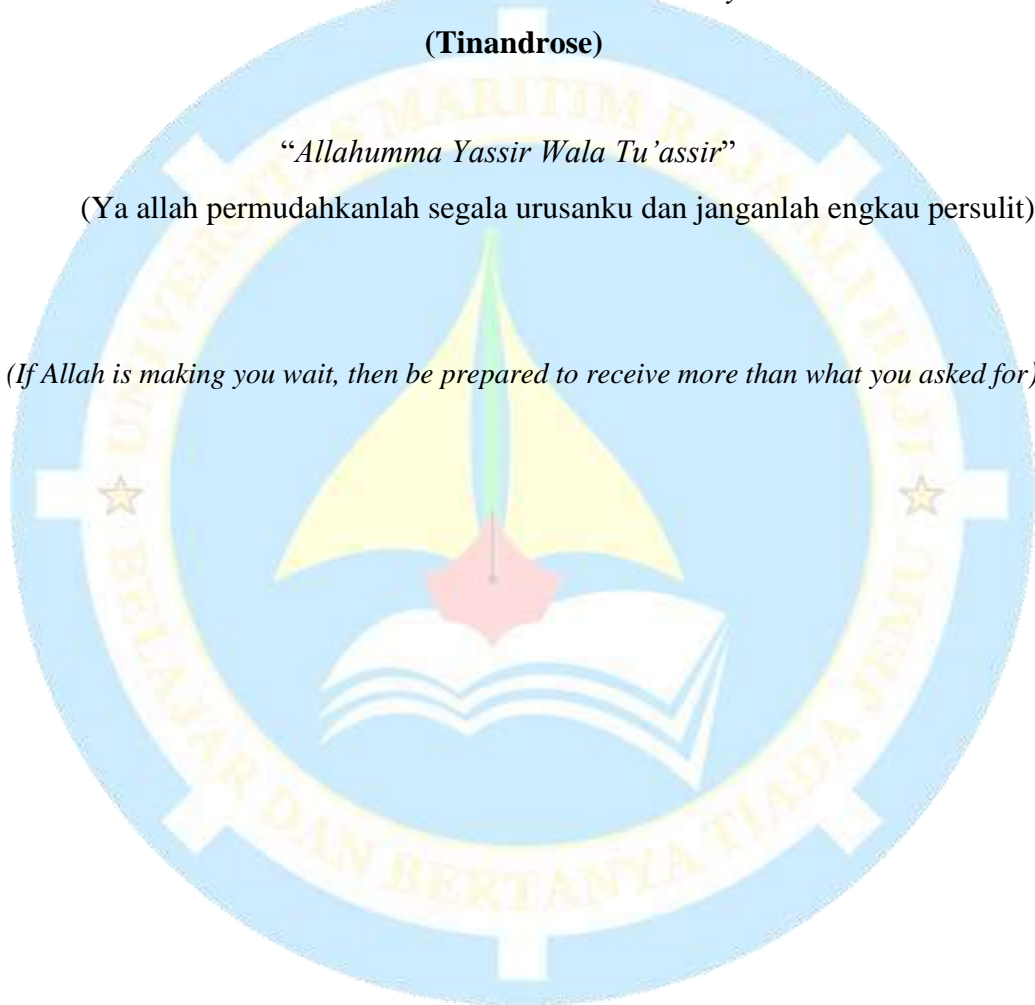 (Tinandrose)
“Allahumma Yassir Wala Tu’assir”
(Ya allah permudahkanlah segala urusanku dan janganlah engkau persulit)
(If Allah is making you wait, then be prepared to receive more than what you asked for)
UNIVERSITAS MARITIM RAJA ALI HAJI
BELAJAR DAN BERTANYA TIADA JEMU